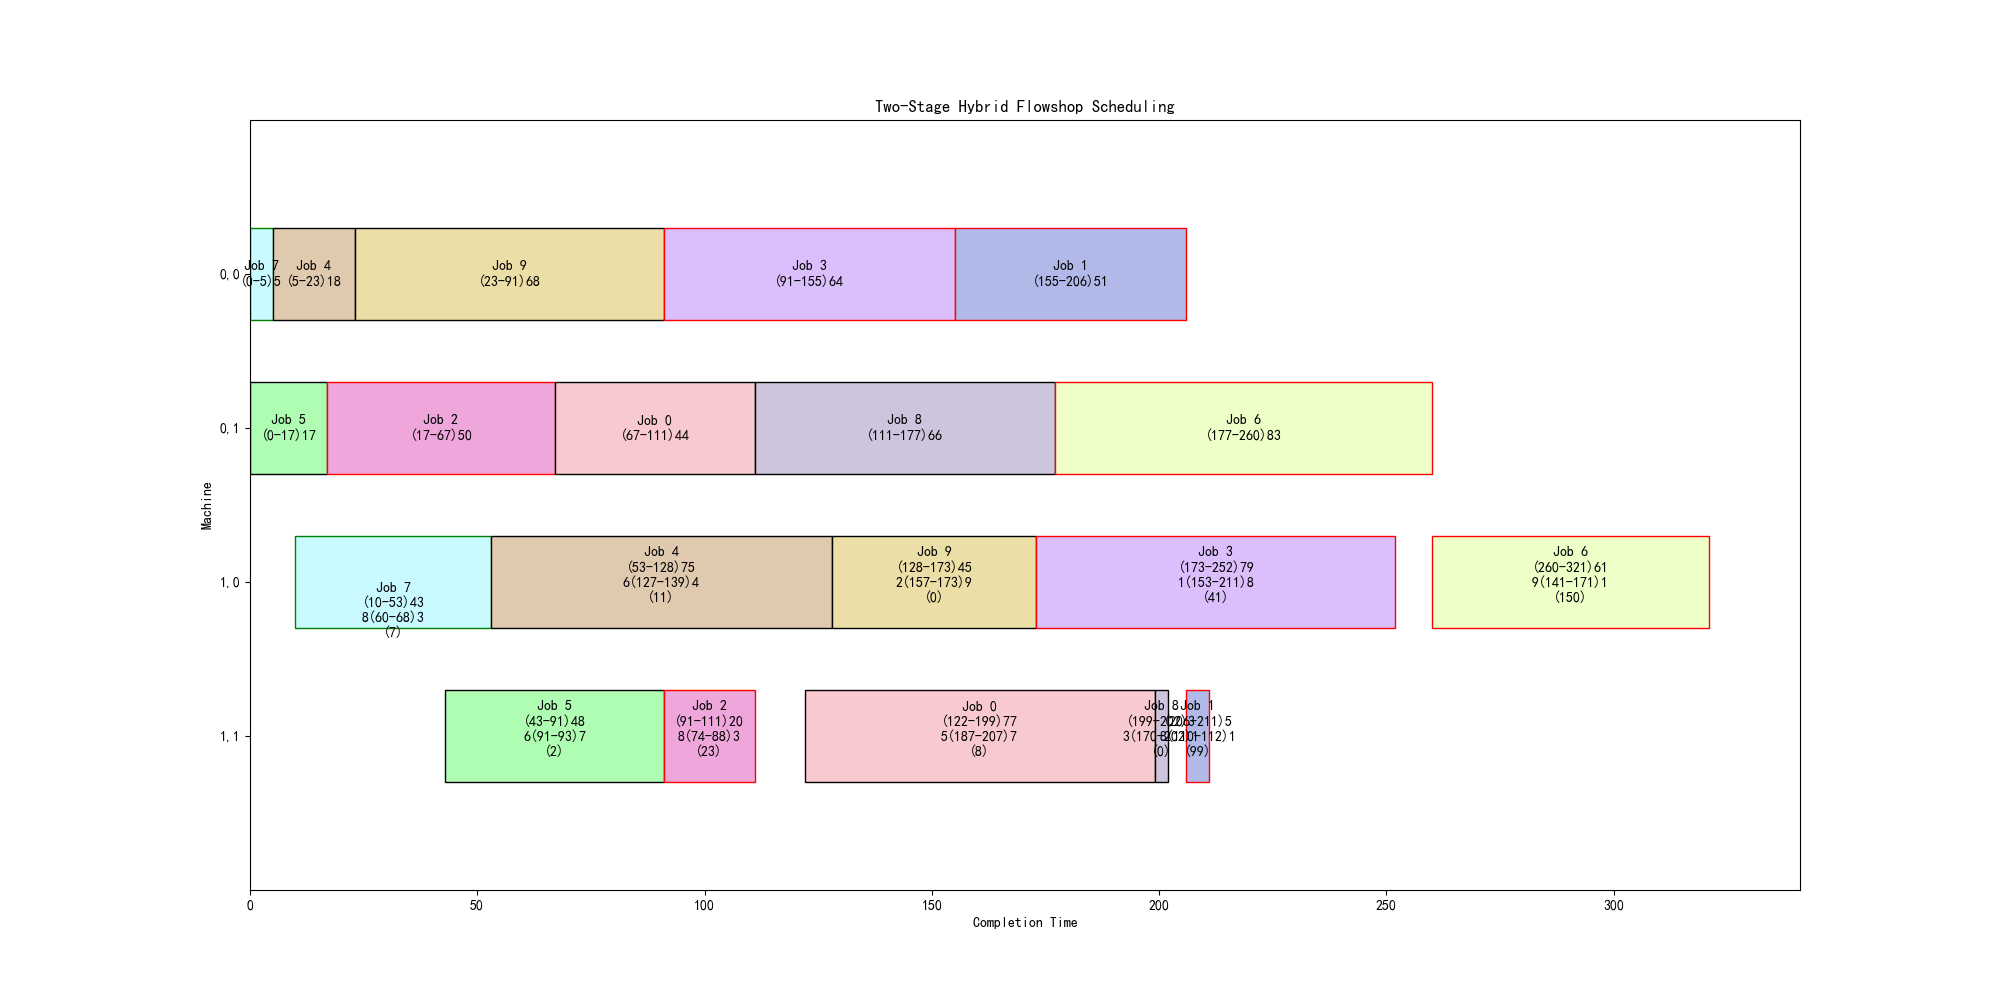 Two-Stage Hybrid Flowshop Scheduling
0,0
Job 7
(0-5)5
Job 4
(5-23)18
Job 9
(23-91)68
Job 3
(91-155)64
Job 1
(155-206)51
0,1
Job 5
(0-17)17
Job 2
(17-67)50
Job 0
(67-111)44
Job 8
(111-177)66
Job 6
(177-260)83
Machine
1,0
Job 7
(10-53)43
8(60-68)3
(7)
Job 4
(53-128)75
6(127-139)4
(11)
Job 9
(128-173)45
2(157-173)9
(0)
Job 3
(173-252)79
1(153-211)8
(41)
Job 6
(260-321)61
9(141-171)1
(150)
1,1
Job 5
(43-91)48
6(91-93)7
(2)
Job 2
(91-111)20
8(74-88)3
(23)
Job 0
(122-199)77
5(187-207)7
(8)
Job 8
(199-202)3
(0)
Job 1
(206-211)5
(99)
0
50
100
150
200
250
300
Completion Time